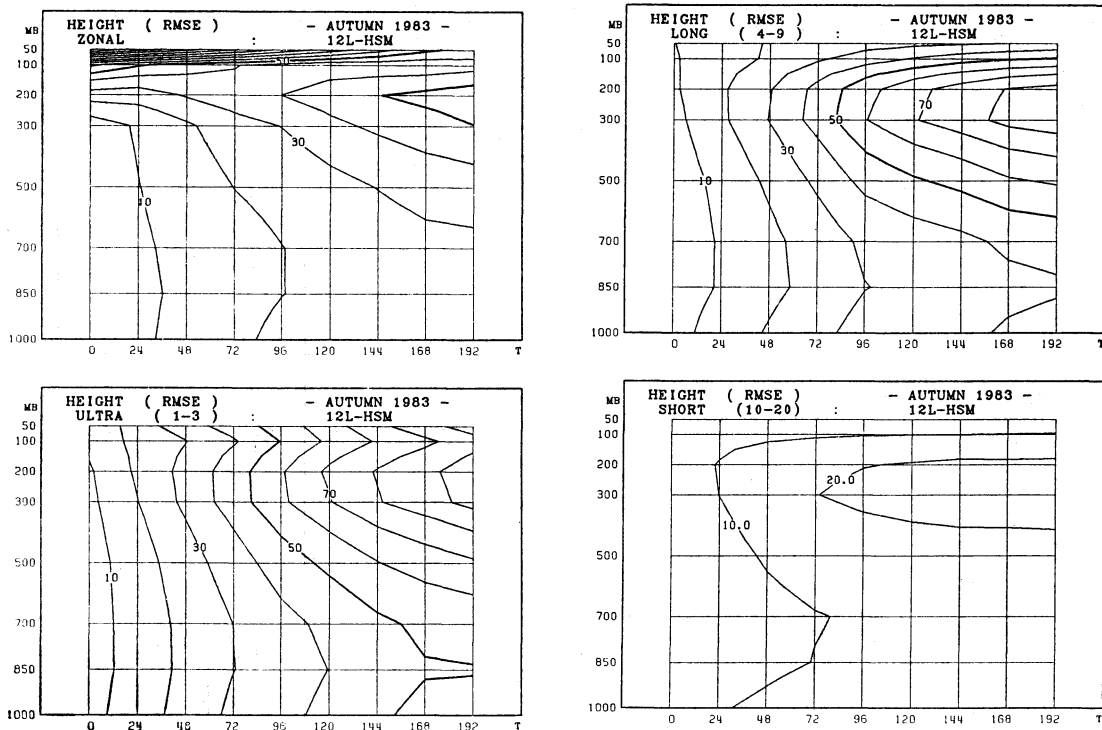 HEIGHT ( RMSE ) - AUTUMN 1983 -
ZONAL : 12L-HSM
MB
50
100
200
300
500
700
850
1000
50
30
10
0 24 48 72 96 120 144 168 192 T
HEIGHT ( RMSE ) - AUTUMN 1983 -
LONG ( 4-9 ) : 12L-HSM
MB
50
100
200
300
500
700
850
1000
70
50
30
10
0 24 48 72 96 120 144 168 192 T
HEIGHT ( RMSE ) - AUTUMN 1983 -
ULTRA ( 1-3 ) : 12L-HSM
MB
50
100
200
300
500
700
850
1000
70
50
30
10
0 24 48 72 96 120 144 168 192 T
HEIGHT ( RMSE ) - AUTUMN 1983 -
SHORT (10-20) : 12L-HSM
MB
50
100
200
300
500
700
850
1000
20.0
10.0
0 24 48 72 96 120 144 168 192 T